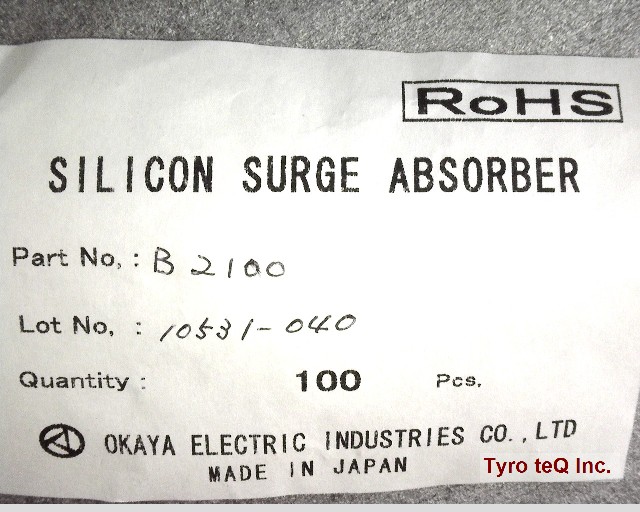 RoHS
SILICON SURGE ABSORBER
Part No, : B 2100
Lot No, : 10531-040
Quantity : 100 Pcs.
OKAYA ELECTRIC INDUSTRIES CO.,LTD
MADE IN JAPAN
Tyro teQ Inc.